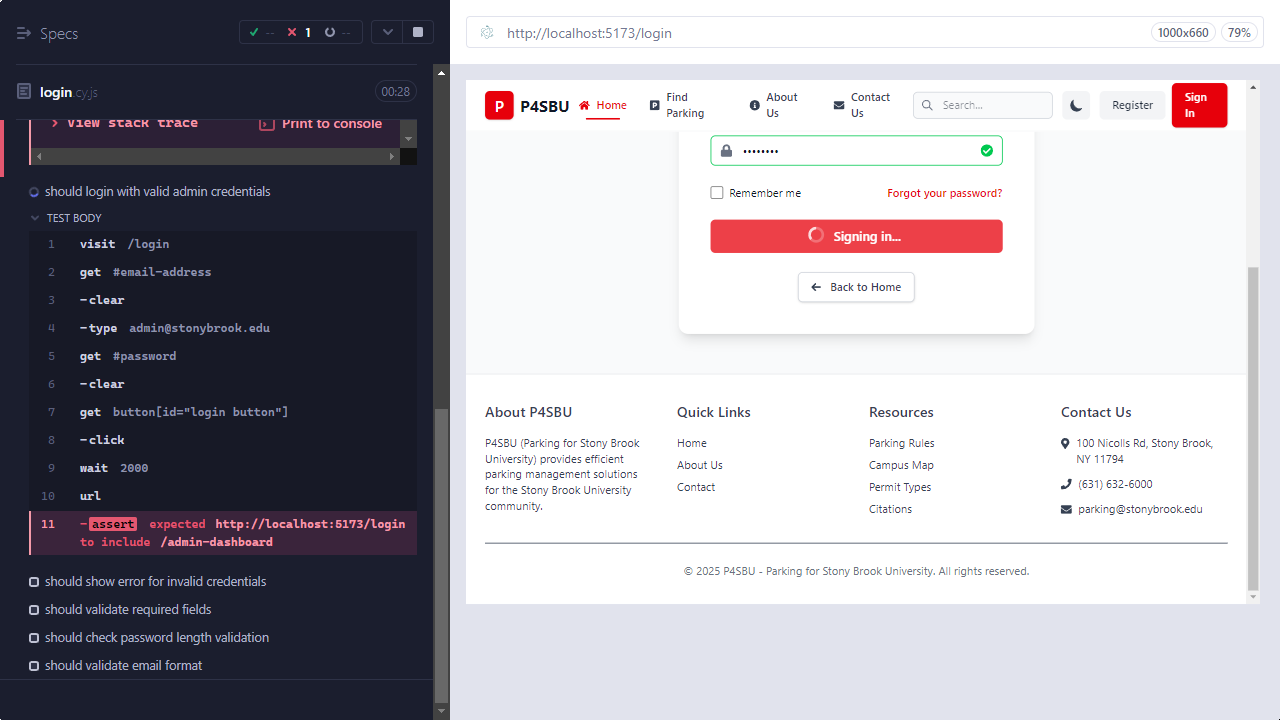 Specs
-- 1 --
login.cy.js
00:28
View stack trace
Print to console
should login with valid admin credentials
TEST BODY
1 visit /login
2 get #email-address
3 -clear
4 -type admin@stonybrook.edu
5 get #password
6 -clear
7 get button[id="login button"]
8 -click
9 wait 2000
10 url
11 -assert expected http://localhost:5173/login
to include /admin-dashboard
should show error for invalid credentials
should validate required fields
should check password length validation
should validate email format
http://localhost:5173/login
1000x660
79%
P P4SBU
Home
Find
Parking
About
Us
Contact
Us
Search...
Register
Sign
In
••••••••
Remember me
Forgot your password?
Signing in...
Back to Home
About P4SBU
P4SBU (Parking for Stony Brook
University) provides efficient
parking management solutions
for the Stony Brook University
community.
Quick Links
Home
About Us
Contact
Resources
Parking Rules
Campus Map
Permit Types
Citations
Contact Us
100 Nicolls Rd, Stony Brook,
NY 11794
(631) 632-6000
parking@stonybrook.edu
© 2025 P4SBU - Parking for Stony Brook University. All rights reserved.